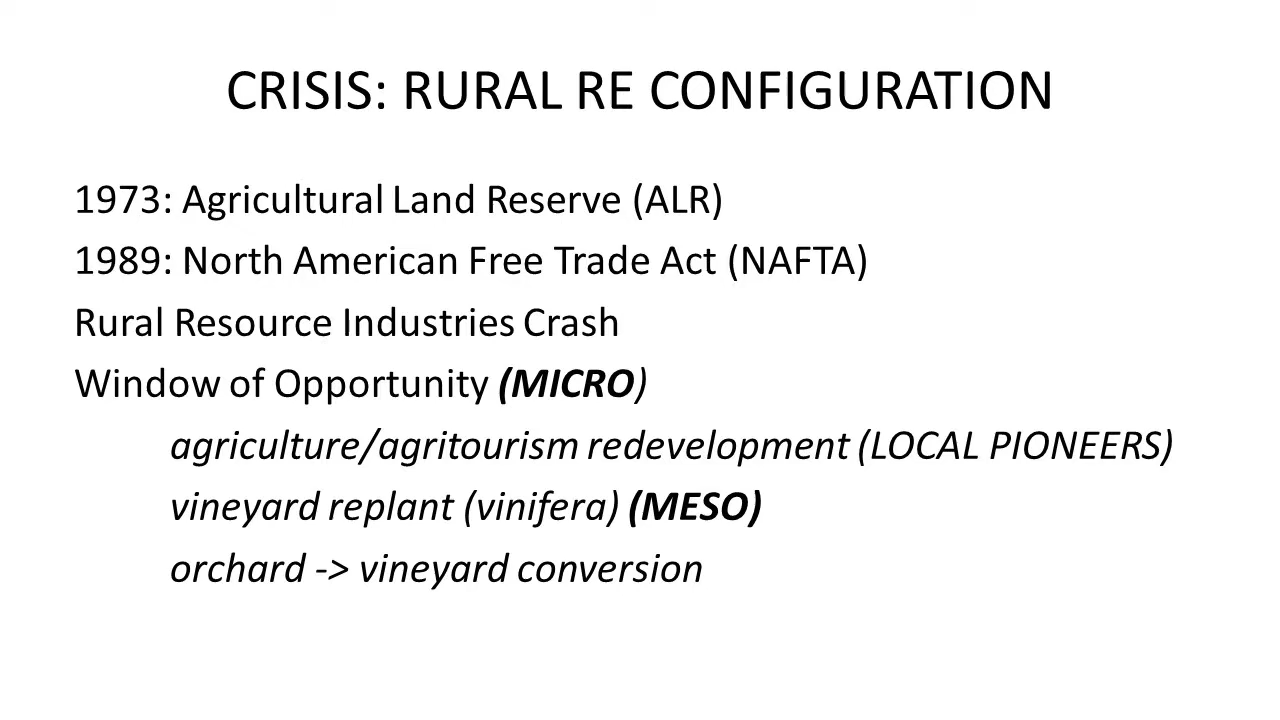 CRISIS: RURAL RE CONFIGURATION
1973: Agricultural Land Reserve (ALR)
1989: North American Free Trade Act (NAFTA)
Rural Resource Industries Crash
Window of Opportunity (MICRO)
agriculture/agritourism redevelopment (LOCAL PIONEERS)
vineyard replant (vinifera) (MESO)
orchard -> vineyard conversion